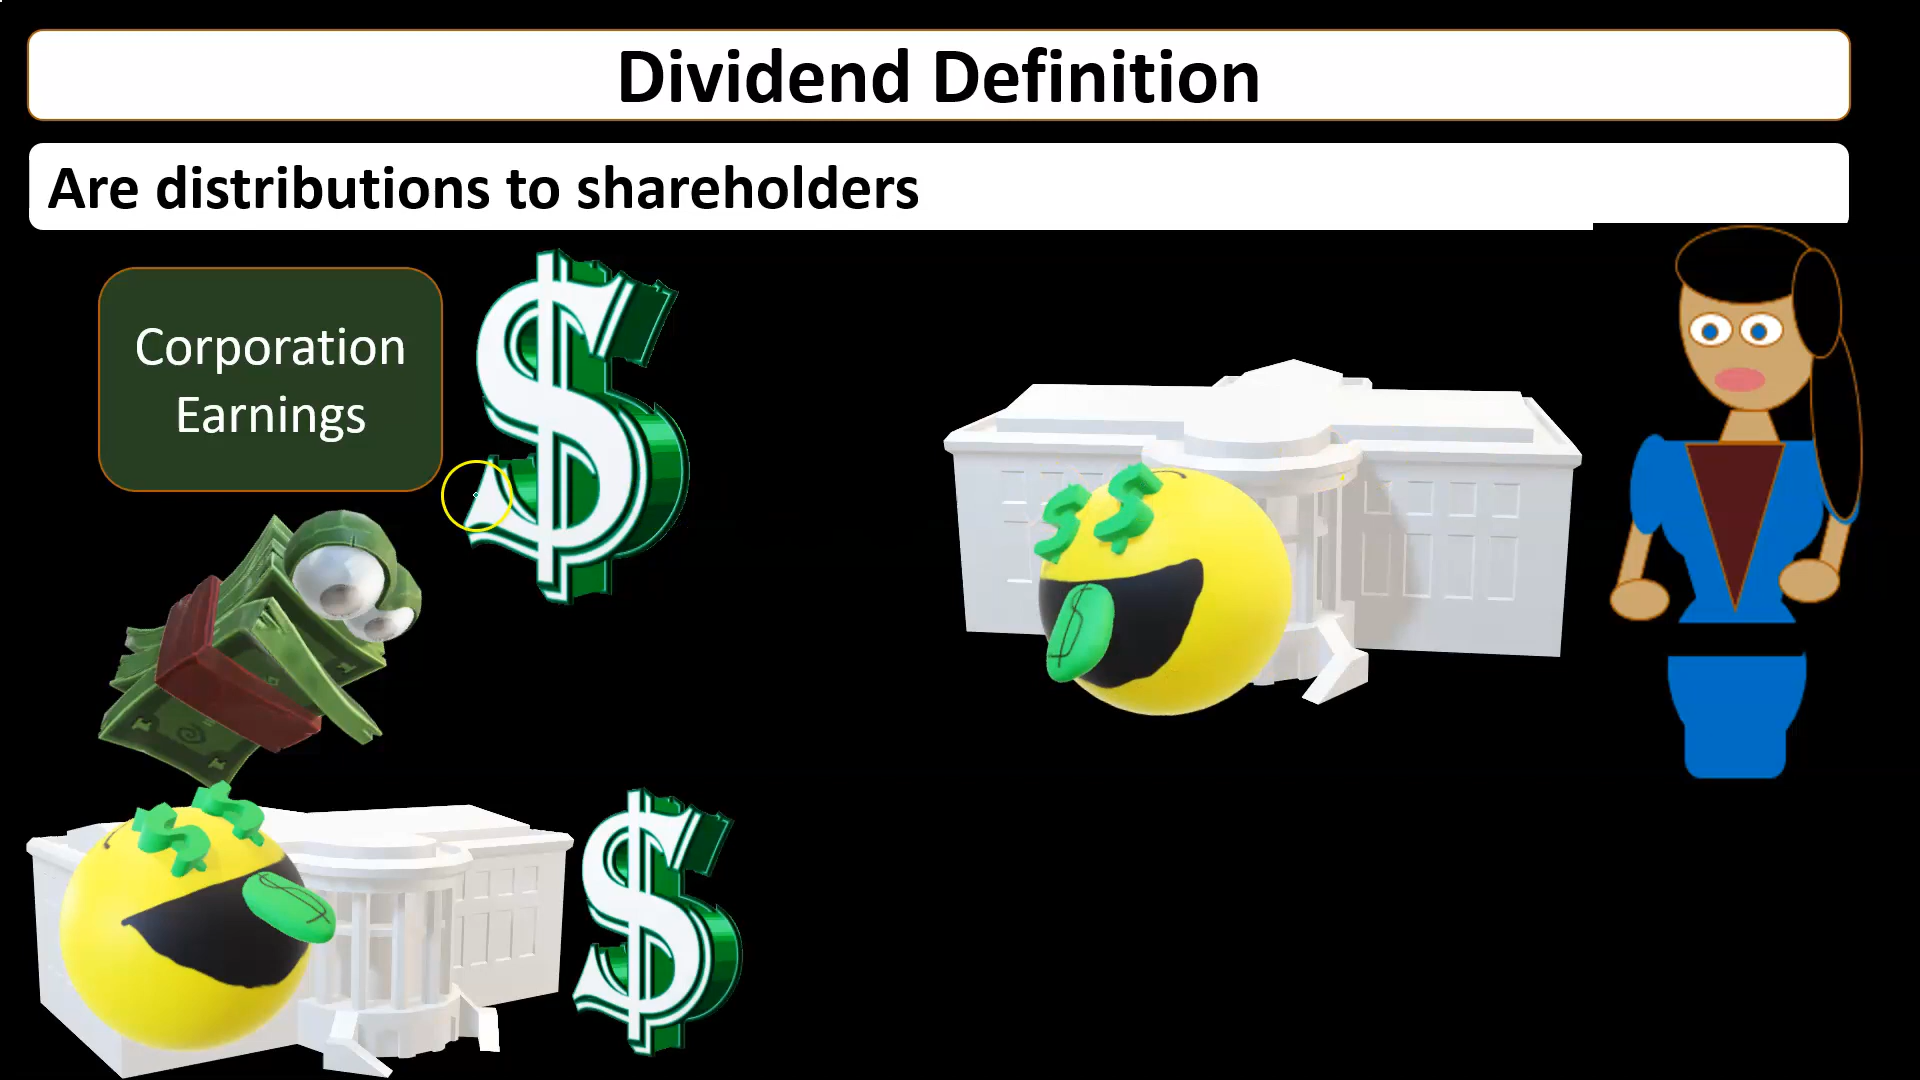 Dividend Definition
Are distributions to shareholders
Corporation
Earnings
$
$